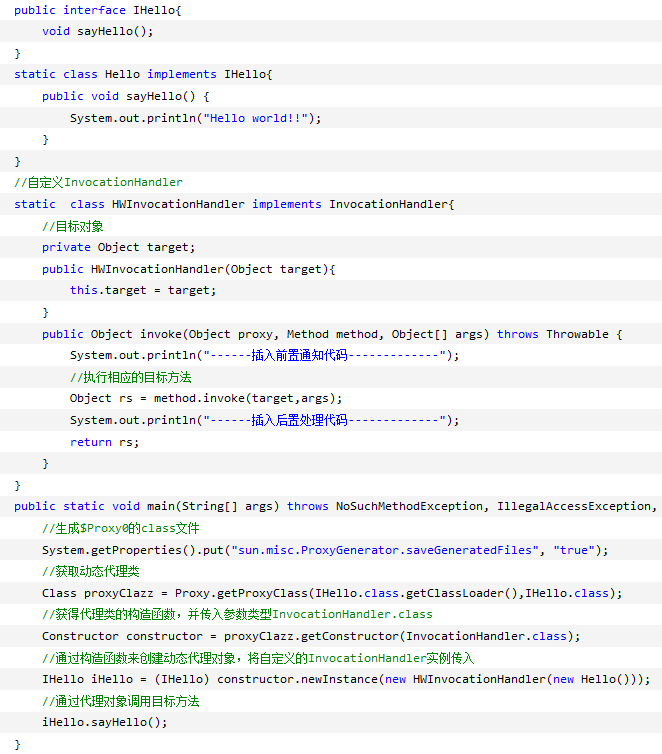 public interface IHello{
    void sayHello();
}
static class Hello implements IHello{
    public void sayHello() {
        System.out.println("Hello world!!");
    }
}
//自定义InvocationHandler
static  class HWInvocationHandler implements InvocationHandler{
    //目标对象
    private Object target;
    public HWInvocationHandler(Object target){
        this.target = target;
    }
    public Object invoke(Object proxy, Method method, Object[] args) throws Throwable {
        System.out.println("------插入前置通知代码-------------");
        //执行相应的目标方法
        Object rs = method.invoke(target,args);
        System.out.println("------插入后置处理代码-------------");
        return rs;
    }
}
public static void main(String[] args) throws NoSuchMethodException, IllegalAccessException,
    //生成$Proxy0的class文件
    System.getProperties().put("sun.misc.ProxyGenerator.saveGeneratedFiles", "true");
    //获取动态代理类
    Class proxyClazz = Proxy.getProxyClass(IHello.class.getClassLoader(),IHello.class);
    //获得代理类的构造函数，并传入参数类型InvocationHandler.class
    Constructor constructor = proxyClazz.getConstructor(InvocationHandler.class);
    //通过构造函数来创建动态代理对象，将自定义的InvocationHandler实例传入
    IHello iHello = (IHello) constructor.newInstance(new HWInvocationHandler(new Hello()));
    //通过代理对象调用目标方法
    iHello.sayHello();
}